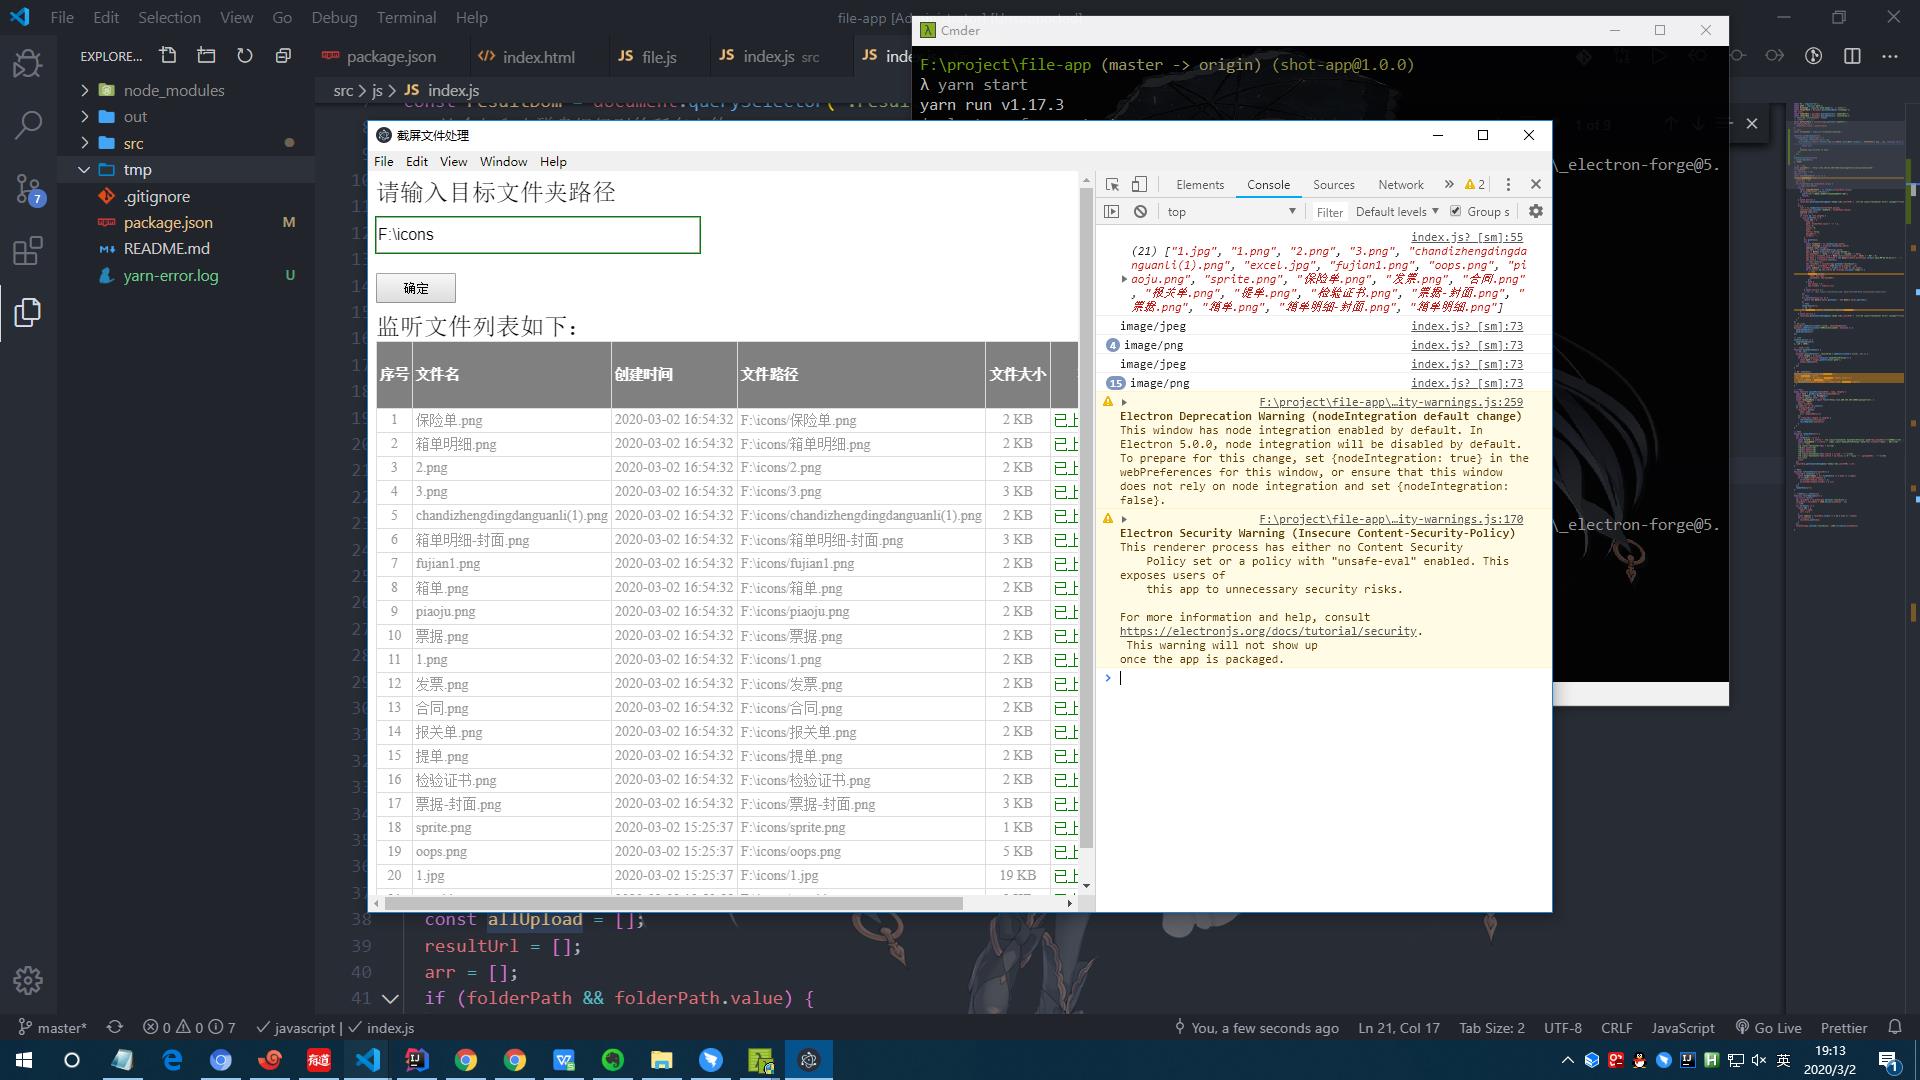 File Edit Selection View Go Debug Terminal Help
file-app
EXPLORE...
node_modules
out
src
tmp
.gitignore
package.json M
README.md
yarn-error.log U
7
package.json
index.html
file.js
index.js src
src > js > index.js
Cmder
F:\project\file-app (master -> origin) (shot-app@1.0.0)
λ yarn start
yarn run v1.17.3
\_electron-forge@5.
\_electron-forge@5.
截屏文件处理
File Edit View Window Help
请输入目标文件夹路径
F:\icons
确定
监听文件列表如下:
序号 文件名 创建时间 文件路径 文件大小
1 保险单.png 2020-03-02 16:54:32 F:\icons/保险单.png 2 KB 已上
2 箱单明细.png 2020-03-02 16:54:32 F:\icons/箱单明细.png 2 KB 已上
3 2.png 2020-03-02 16:54:32 F:\icons/2.png 2 KB 已上
4 3.png 2020-03-02 16:54:32 F:\icons/3.png 3 KB 已上
5 chandizhengdingdanguanli(1).png 2020-03-02 16:54:32 F:\icons/chandizhengdingdanguanli(1).png 2 KB 已上
6 箱单明细-封面.png 2020-03-02 16:54:32 F:\icons/箱单明细-封面.png 3 KB 已上
7 fujian1.png 2020-03-02 16:54:32 F:\icons/fujian1.png 2 KB 已上
8 箱单.png 2020-03-02 16:54:32 F:\icons/箱单.png 2 KB 已上
9 piaoju.png 2020-03-02 16:54:32 F:\icons/piaoju.png 2 KB 已上
10 票据.png 2020-03-02 16:54:32 F:\icons/票据.png 2 KB 已上
11 1.png 2020-03-02 16:54:32 F:\icons/1.png 2 KB 已上
12 发票.png 2020-03-02 16:54:32 F:\icons/发票.png 2 KB 已上
13 合同.png 2020-03-02 16:54:32 F:\icons/合同.png 2 KB 已上
14 报关单.png 2020-03-02 16:54:32 F:\icons/报关单.png 2 KB 已上
15 提单.png 2020-03-02 16:54:32 F:\icons/提单.png 2 KB 已上
16 检验证书.png 2020-03-02 16:54:32 F:\icons/检验证书.png 2 KB 已上
17 票据-封面.png 2020-03-02 16:54:32 F:\icons/票据-封面.png 3 KB 已上
18 sprite.png 2020-03-02 15:25:37 F:\icons/sprite.png 1 KB 已上
19 oops.png 2020-03-02 15:25:37 F:\icons/oops.png 5 KB 已上
20 1.jpg 2020-03-02 15:25:37 F:\icons/1.jpg 19 KB 已上
Elements Console Sources Network » 2
top Filter Default levels Group s
index.js? [sm]:55
(21) ["1.jpg", "1.png", "2.png", "3.png", "chandizhengdingda
nguanli(1).png", "excel.jpg", "fujian1.png", "oops.png", "pi
aoju.png", "sprite.png", "保险单.png", "发票.png", "合同.png"
, "报关单.png", "提单.png", "检验证书.png", "票据-封面.png", "
票据.png", "箱单.png", "箱单明细-封面.png", "箱单明细.png"]
image/jpeg index.js? [sm]:73
4 image/png index.js? [sm]:73
image/jpeg index.js? [sm]:73
15 image/png index.js? [sm]:73
F:\project\file-app\…ity-warnings.js:259
Electron Deprecation Warning (nodeIntegration default change)
This window has node integration enabled by default. In
Electron 5.0.0, node integration will be disabled by default.
To prepare for this change, set {nodeIntegration: true} in the
webPreferences for this window, or ensure that this window
does not rely on node integration and set {nodeIntegration:
false}.
F:\project\file-app\…ity-warnings.js:170
Electron Security Warning (Insecure Content-Security-Policy)
This renderer process has either no Content Security
Policy set or a policy with "unsafe-eval" enabled. This
exposes users of
this app to unnecessary security risks.
For more information and help, consult
https://electronjs.org/docs/tutorial/security.
This warning will not show up
once the app is packaged.
38 const allUpload = [];
39 resultUrl = [];
40 arr = [];
41 if (folderPath && folderPath.value) {
master* 0 0 7 javascript | index.js You, a few seconds ago Ln 21, Col 17 Tab Size: 2 UTF-8 CRLF JavaScript Go Live Prettier
有道
英
19:13
2020/3/2
1